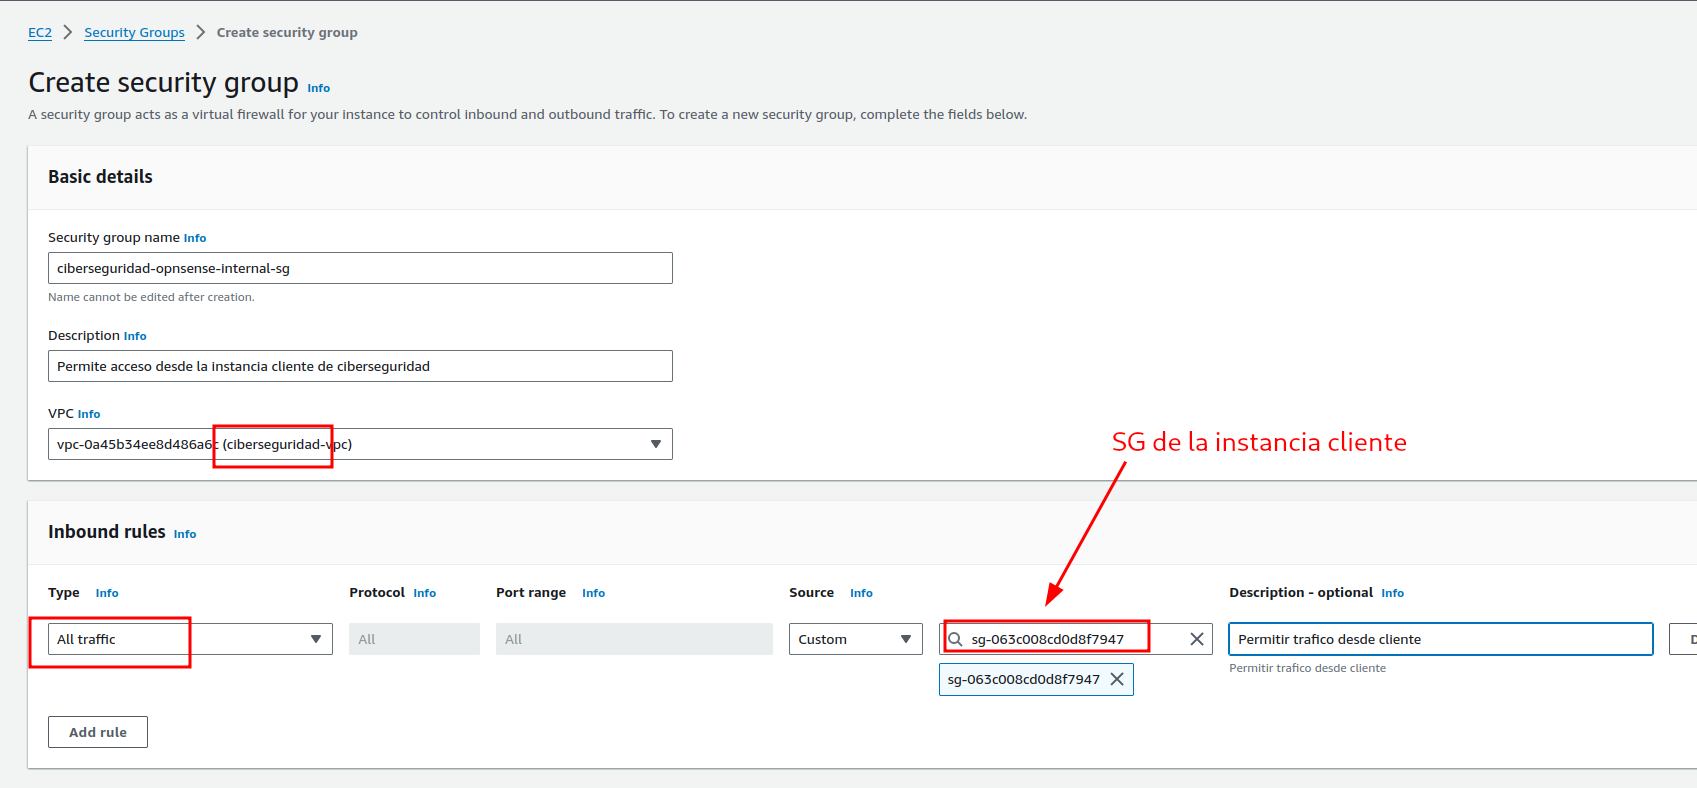 EC2 > Security Groups > Create security group
Create security group Info
A security group acts as a virtual firewall for your instance to control inbound and outbound traffic. To create a new security group, complete the fields below.
Basic details
Security group name Info
ciberseguridad-opnsense-internal-sg
Name cannot be edited after creation.
Description Info
Permite acceso desde la instancia cliente de ciberseguridad
VPC Info
vpc-0a45b34ee8d486a6c (ciberseguridad-vpc)
SG de la instancia cliente
Inbound rules Info
Type Info Protocol Info Port range Info Source Info Description - optional Info
All traffic All All Custom sg-063c008cd0d8f7947 Permitir trafico desde cliente
sg-063c008cd0d8f7947 Permitir trafico desde cliente
Add rule